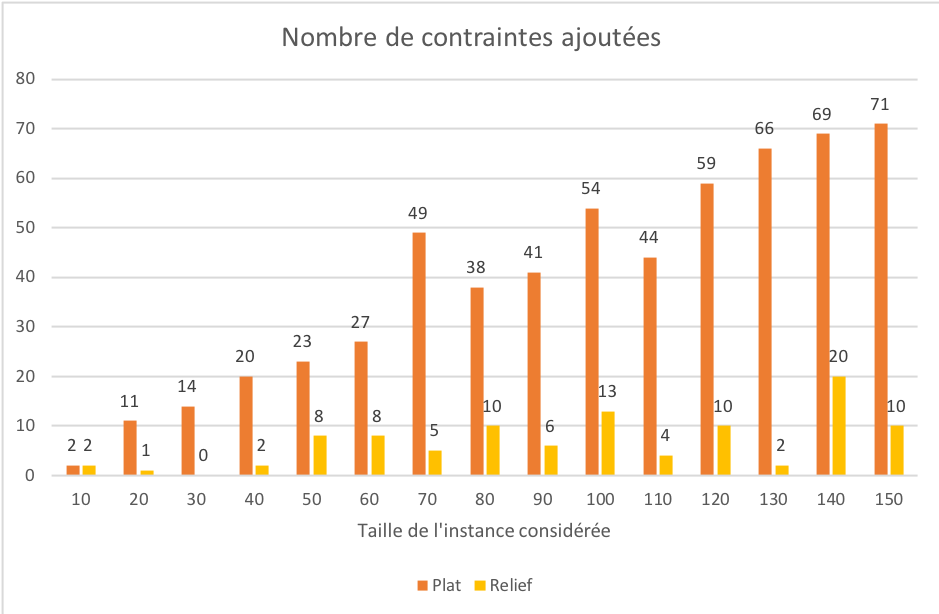 Nombre de contraintes ajoutées
80
70
60
50
40
30
20
10
0
2 2 11 1 14 0 20 2 23 8 27 8 49 5 38 10 41 6 54 13 44 4 59 10 66 2 69 20 71 10
10 20 30 40 50 60 70 80 90 100 110 120 130 140 150
Taille de l'instance considérée
Plat Relief